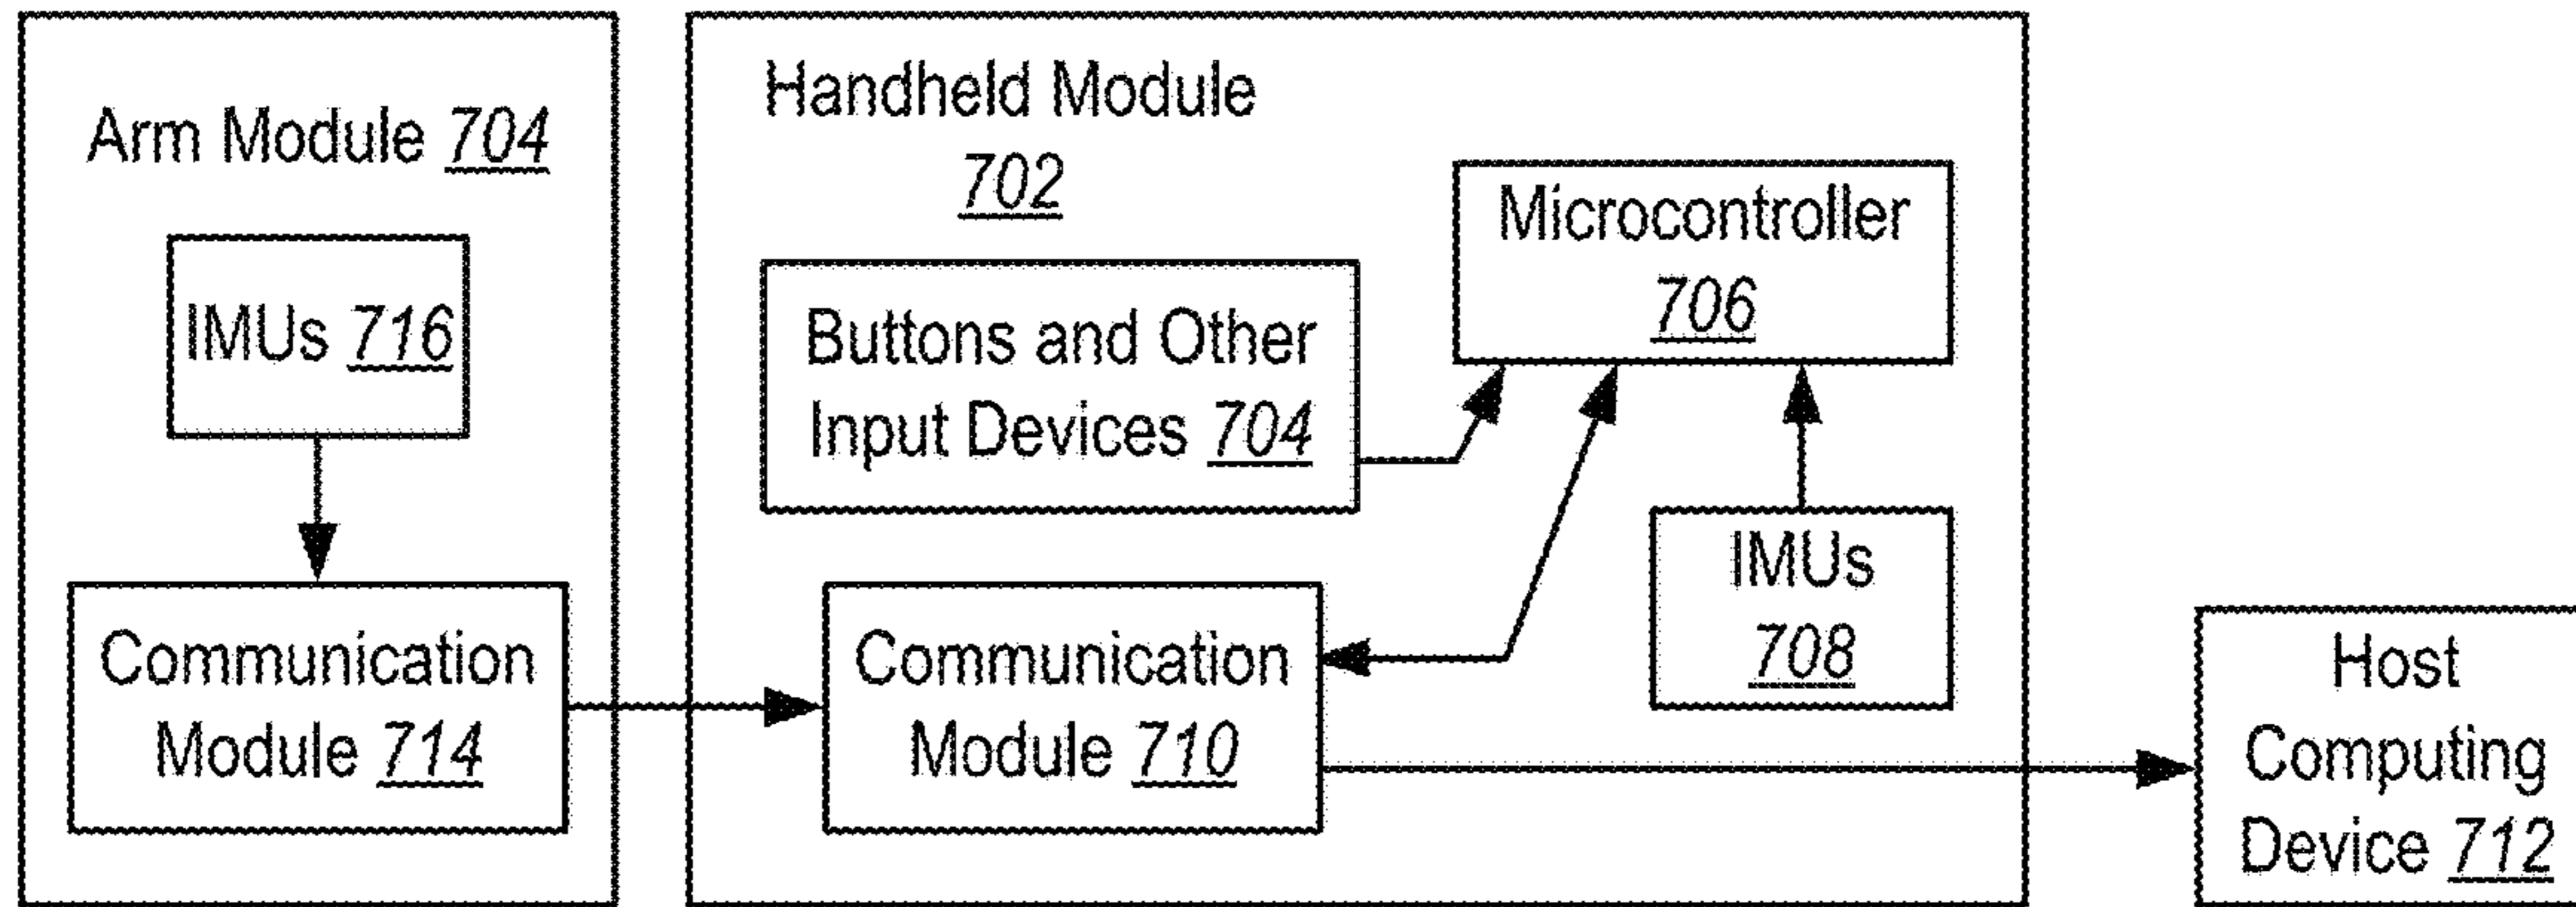 Arm Module 704
IMUs 716
Communication
Module 714
Handheld Module
702
Buttons and Other
Input Devices 704
Microcontroller
706
IMUs
708
Communication
Module 710
Host
Computing
Device 712